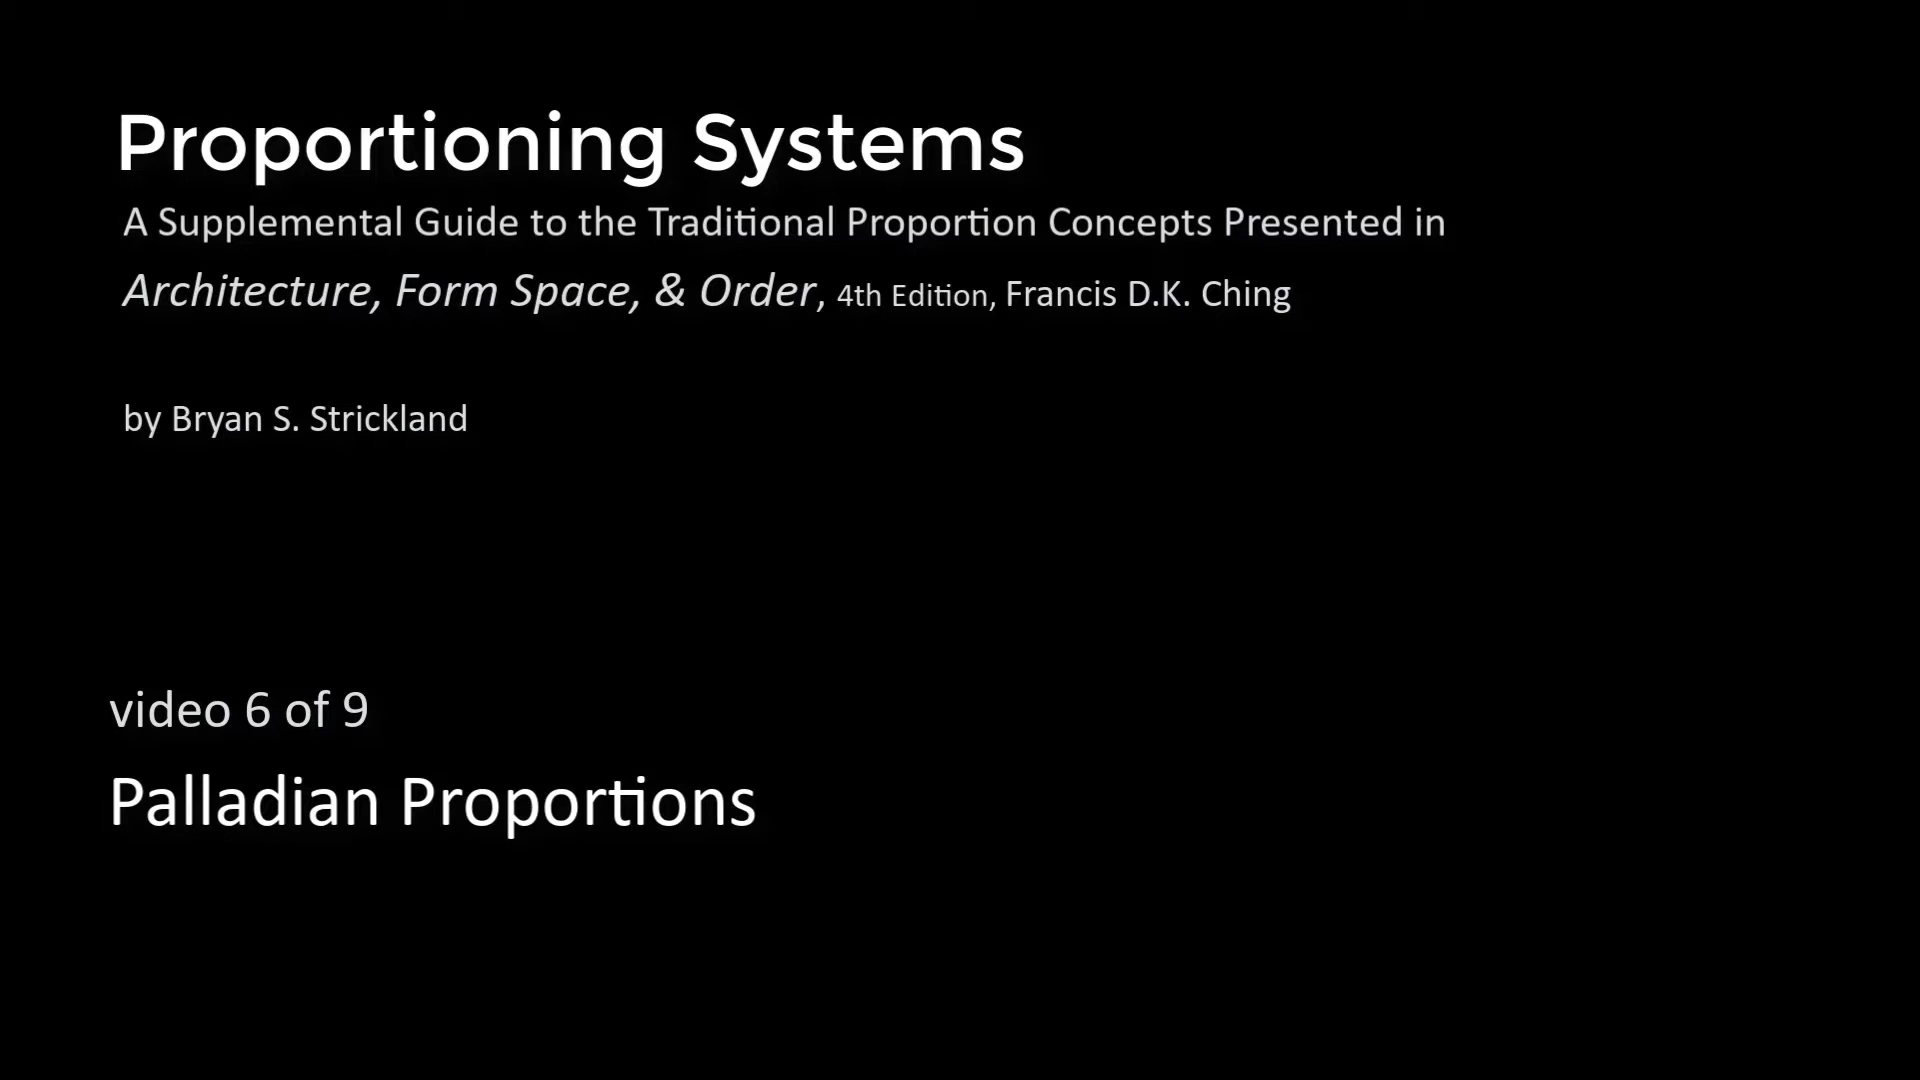 Proportioning Systems
A Supplemental Guide to the Traditional Proportion Concepts Presented in
Architecture, Form Space, & Order, 4th Edition, Francis D.K. Ching
by Bryan S. Strickland
video 6 of 9
Palladian Proportions